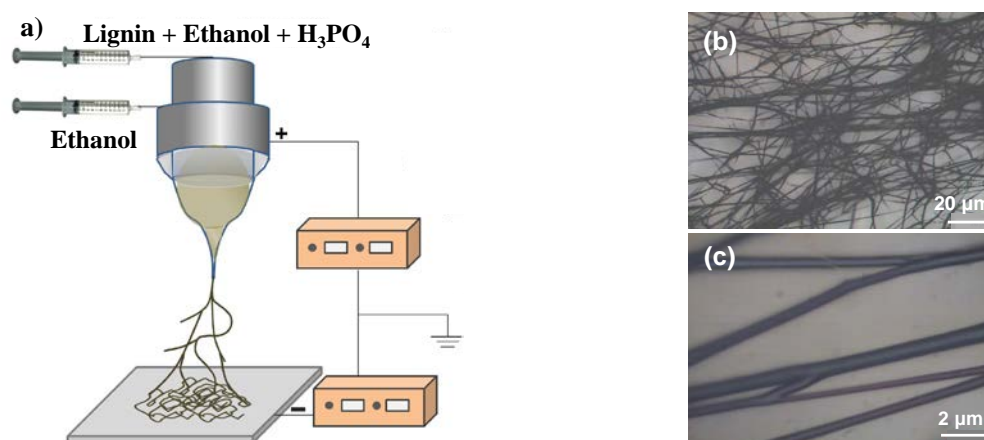 a)
Lignin + Ethanol + H₃PO₄
Ethanol
+
−
(b)
20 µm
(c)
2 µm